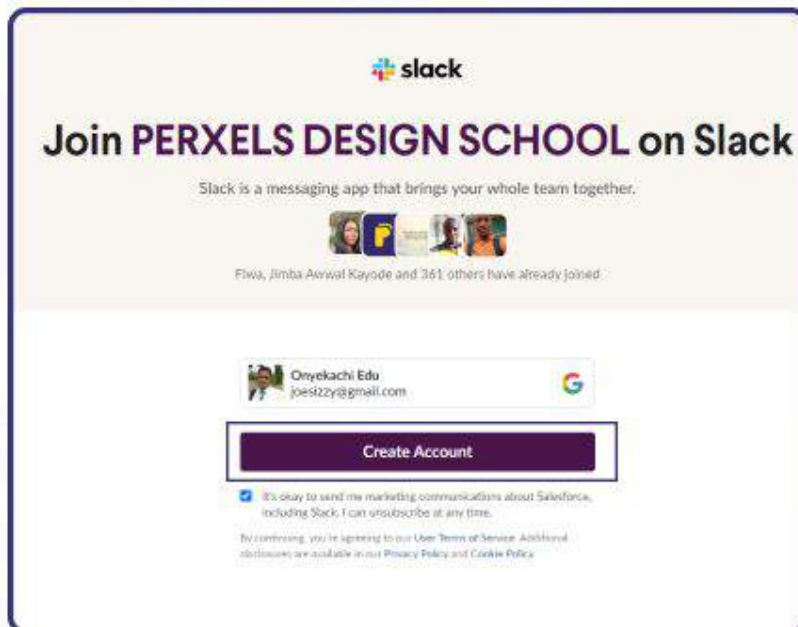 slack
Join PERXELS DESIGN SCHOOL on Slack
Slack is a messaging app that brings your whole team together.
Fiwa, Jimba Awwal Kayode and 361 others have already joined
Onyekachi Edu
joesizzy@gmail.com
Create Account
It's okay to send me marketing communications about Salesforce,
including Slack. I can unsubscribe at any time.
By continuing, you're agreeing to our User Terms of Service. Additional
disclosures are available in our Privacy Policy and Cookie Policy.